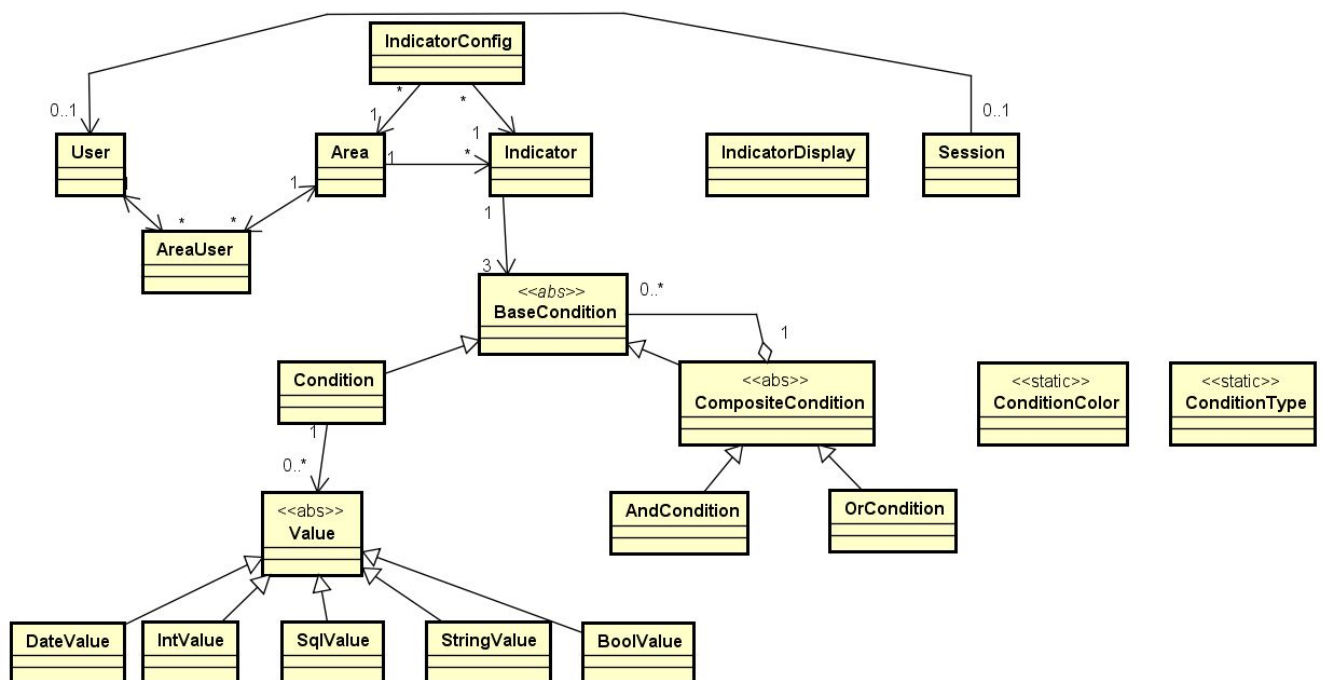 IndicatorConfig
*
*
0..1
0..1
1
1
User
Area
1
*
Indicator
IndicatorDisplay
Session
1
1
*
*
1
AreaUser
3
<<abs>>
BaseCondition
0..*
1
Condition
<<abs>>
CompositeCondition
<<static>>
ConditionColor
<<static>>
ConditionType
1
0..*
<<abs>>
Value
AndCondition
OrCondition
DateValue
IntValue
SqlValue
StringValue
BoolValue